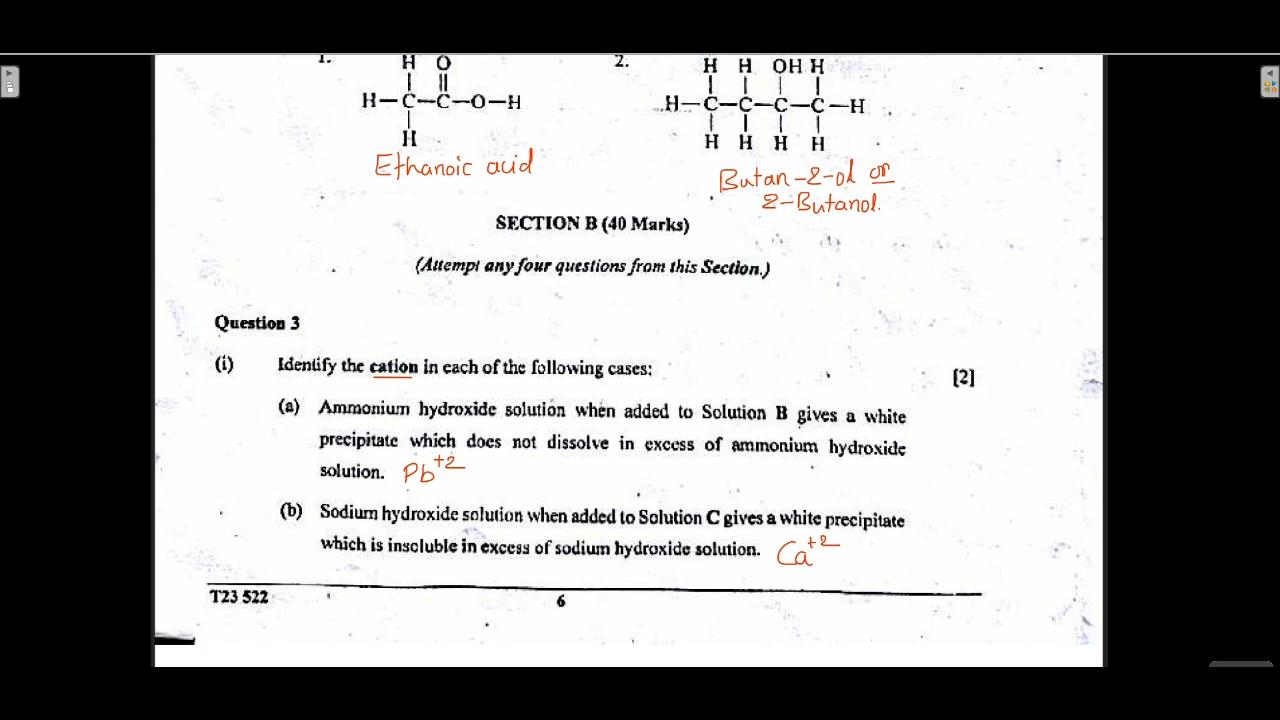 1.
2.
H O
H H OH H
H—C—C—O—H
H—C—C—C—C—H
H
H H H H
Ethanoic acid
Butan-2-ol or
2-Butanol.
SECTION B (40 Marks)
(Attempt any four questions from this Section.)
Question 3
(i) Identify the cation in each of the following cases: [2]
(a) Ammonium hydroxide solution when added to Solution B gives a white
precipitate which does not dissolve in excess of ammonium hydroxide
solution. Pb+2
(b) Sodium hydroxide solution when added to Solution C gives a white precipitate
which is insoluble in excess of sodium hydroxide solution. Ca+2
T23 522 6